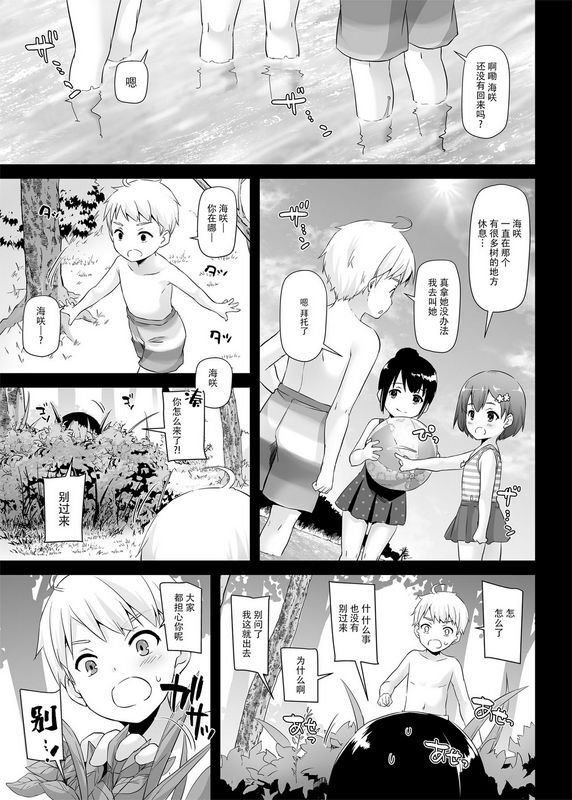 啊嘞 海咲
还没有回来吗?
嗯
海咲
一直在那个
有很多树的地方
休息…
真拿她没办法
我去叫她
嗯 拜托了
海咲
你在哪—
海咲—?
海咲
你怎么来了?!
别过来
怎
怎么了
什什么事
也没有
别过来
为什么啊
别问了
我这就出去
大家
都担心你呢
别…!